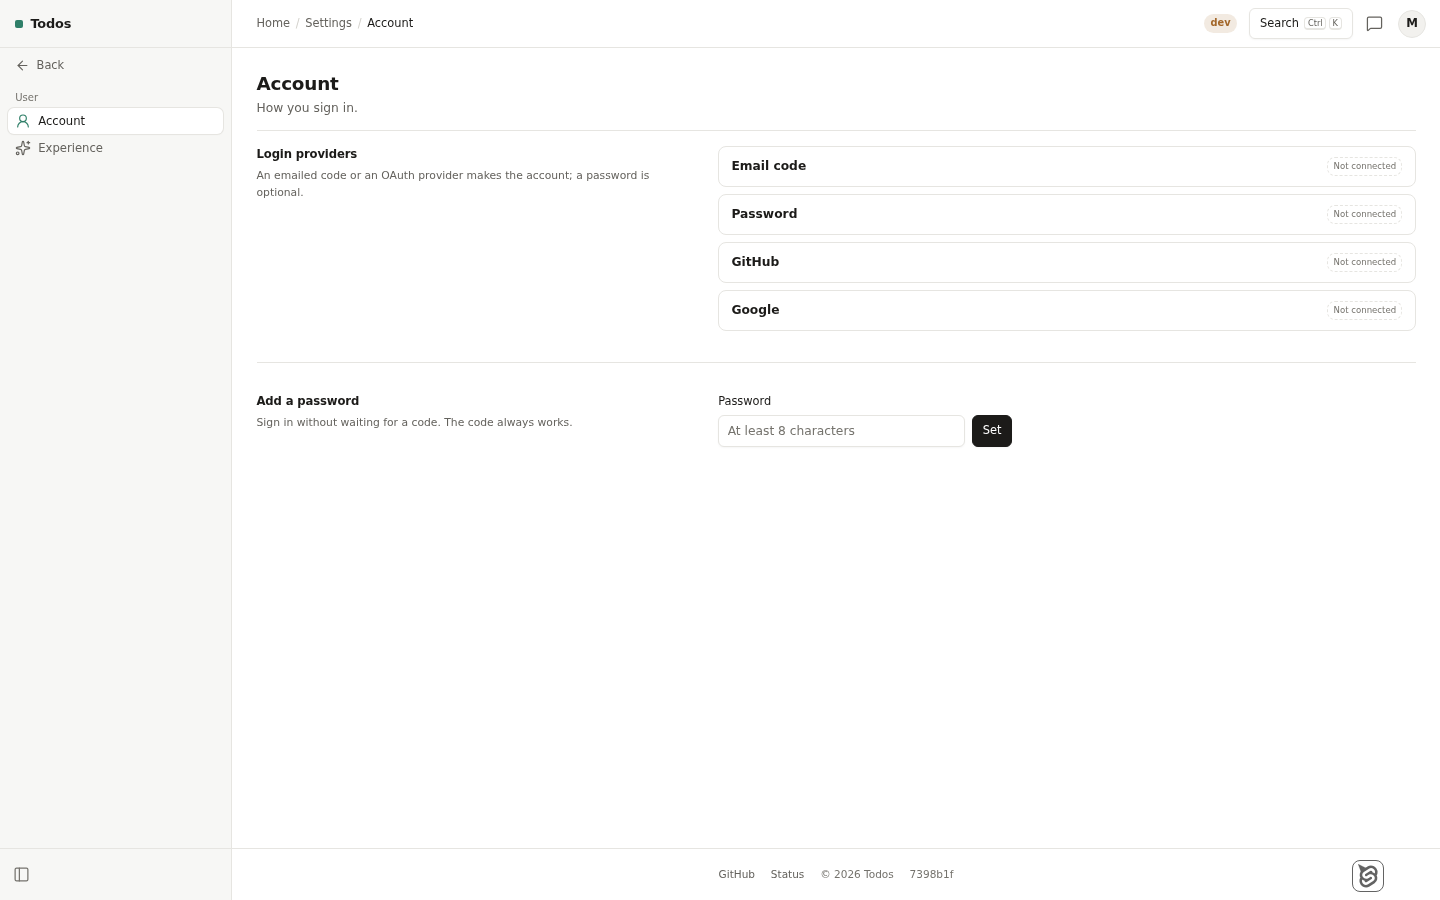 Todos
Home / Settings / Account
dev
Search Ctrl K
M
Back
User
Account
Experience
Account
How you sign in.
Login providers
An emailed code or an OAuth provider makes the account; a password is
optional.
Email code
Not connected
Password
Not connected
GitHub
Not connected
Google
Not connected
Add a password
Sign in without waiting for a code. The code always works.
Password
At least 8 characters
Set
GitHub Status © 2026 Todos 7398b1f